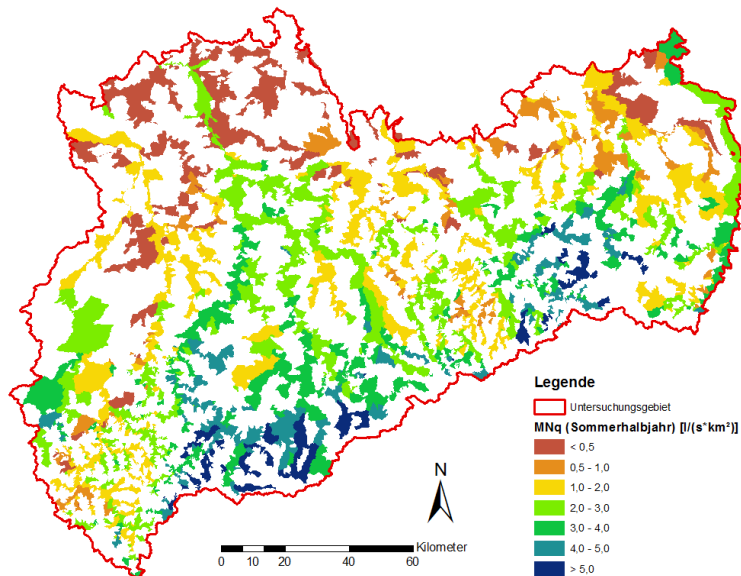 Legende
Untersuchungsgebiet
MNq (Sommerhalbjahr) [l/(s*km²)]
< 0,5
0,5 - 1,0
1,0 - 2,0
2,0 - 3,0
3,0 - 4,0
4,0 - 5,0
> 5,0
N
Kilometer
0 10 20 40 60